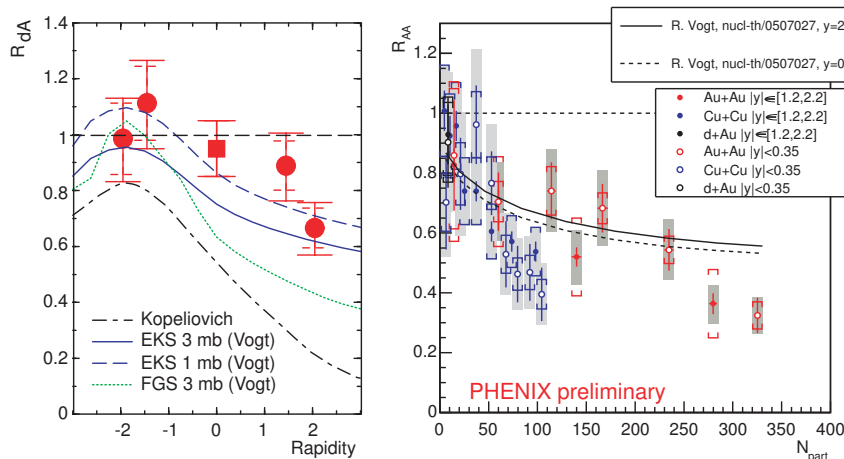 R_dA
1.4
1.2
1
0.8
0.6
0.4
0.2
0
Kopeliovich
EKS 3 mb (Vogt)
EKS 1 mb (Vogt)
FGS 3 mb (Vogt)
-2 -1 0 1 2
Rapidity
R_AA
1.4
1.2
1
0.8
0.6
0.4
0.2
0
R. Vogt, nucl-th/0507027, y=2
R. Vogt, nucl-th/0507027, y=0
Au+Au |y|∈[1.2,2.2]
Cu+Cu |y|∈[1.2,2.2]
d+Au |y|∈[1.2,2.2]
Au+Au |y|<0.35
Cu+Cu |y|<0.35
d+Au |y|<0.35
PHENIX preliminary
0 50 100 150 200 250 300 350 400
N_part